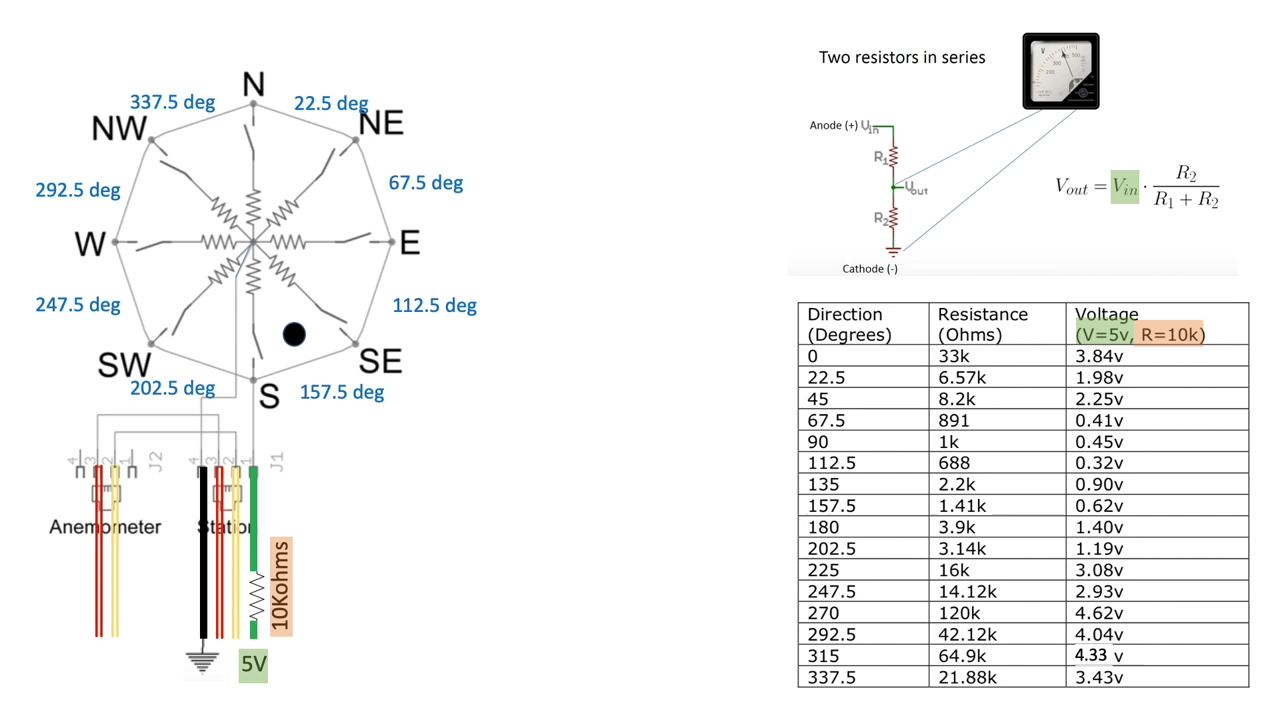 N
337.5 deg
22.5 deg
NW
NE
292.5 deg
67.5 deg
W
E
247.5 deg
112.5 deg
SW
SE
202.5 deg
S
157.5 deg
4
3
2
1
J2
4
3
2
1
J1
Anemometer
Station
10Kohms
5V
Two resistors in series
V
Anode (+) Uin
R1
Uout
R2
Cathode (-)
Vout = Vin · R2
R1 + R2
Direction (Degrees) Resistance (Ohms) Voltage (V=5v, R=10k)
0 33k 3.84v
22.5 6.57k 1.98v
45 8.2k 2.25v
67.5 891 0.41v
90 1k 0.45v
112.5 688 0.32v
135 2.2k 0.90v
157.5 1.41k 0.62v
180 3.9k 1.40v
202.5 3.14k 1.19v
225 16k 3.08v
247.5 14.12k 2.93v
270 120k 4.62v
292.5 42.12k 4.04v
315 64.9k 4.33 v
337.5 21.88k 3.43v